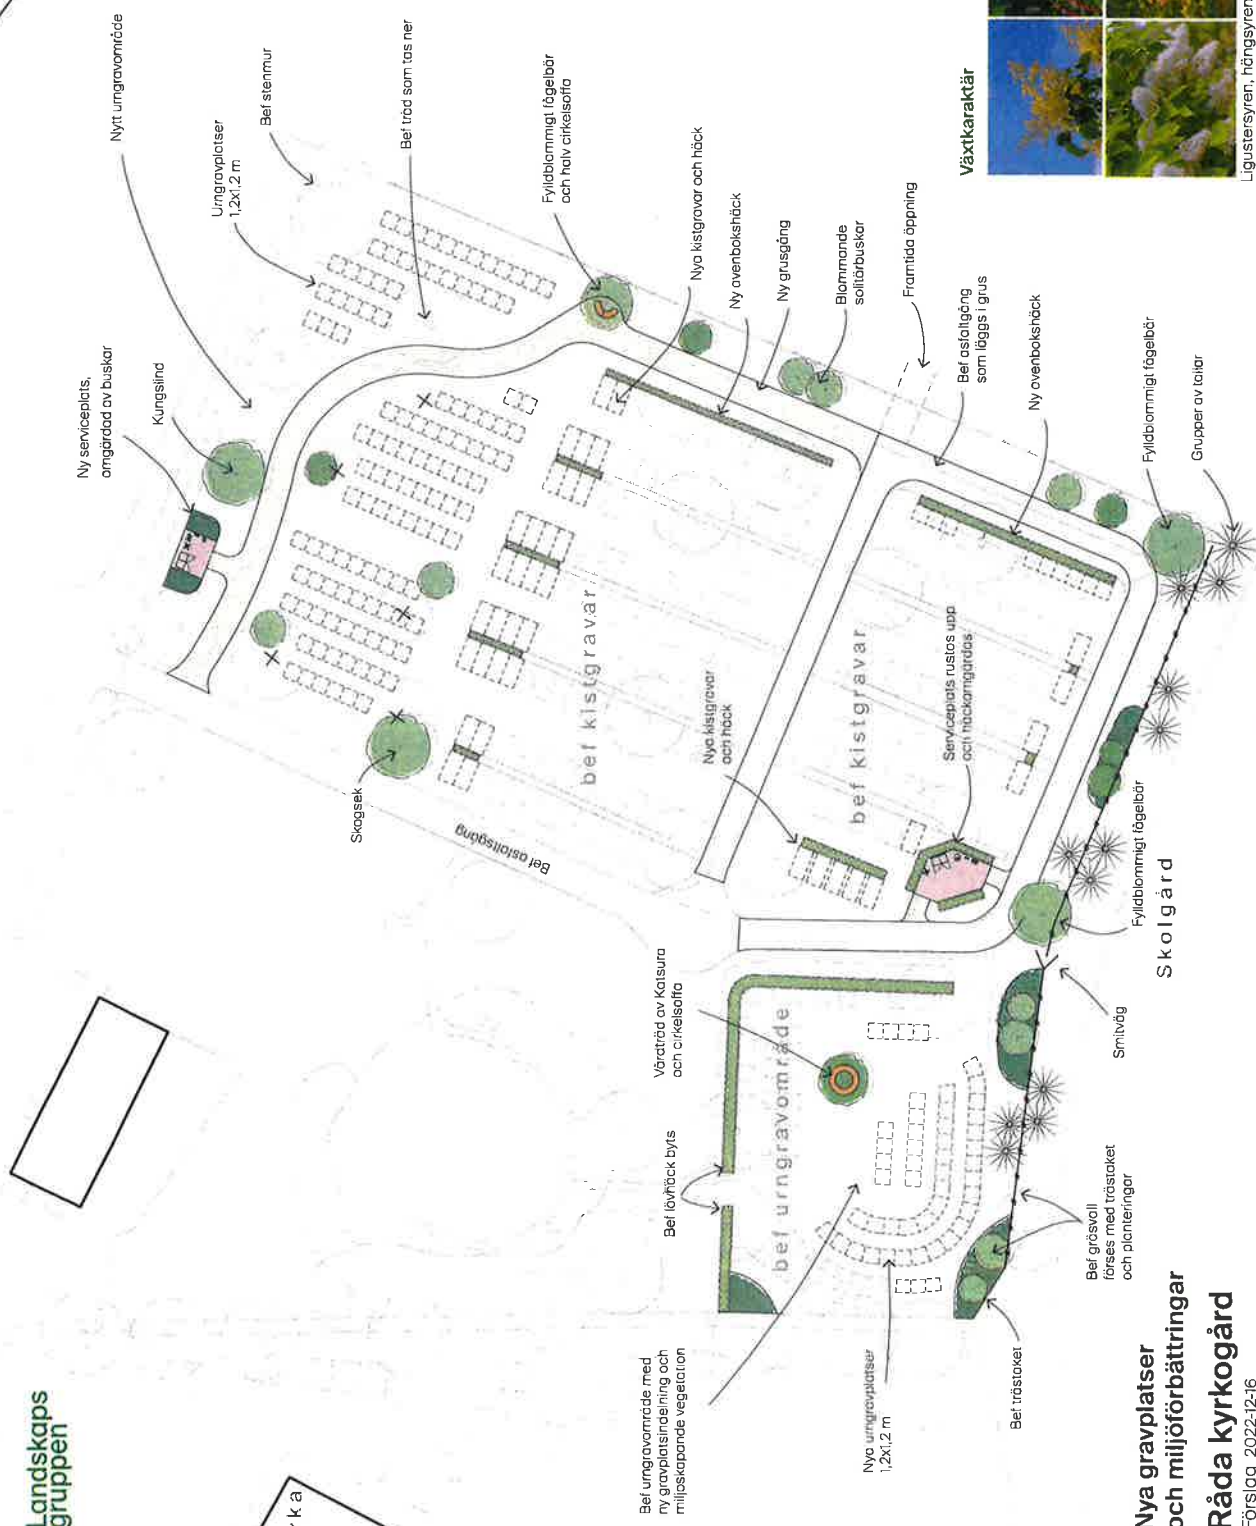 Landskaps
gruppen
Nytt urngravområde
Bef stenmur
Urngravplatser
1,2x1,2 m
Bef träd som tas ner
Ny serviceplats,
omgärdad av buskar
Kungslind
Fylldblommigt fågelbär
och halv cirkelsoffa
Nya kistgravar och häck
Ny avenbokshäck
Ny grusgång
Blommande
solitärbuskar
Framtida öppning
Bef asfaltgång
som läggs i grus
Ny avenbokshäck
Fylldblommigt fågelbär
Grupper av tallar
Skogsek
Bef asfaltsgång
bef kistgravar
Nya kistgravar
och häck
bef kistgravar
Serviceplats rustas upp
och häckomgärdas
Fylldblommigt fågelbär
Skolgård
Smitväg
Vårdträd av Katsura
och cirkelsoffa
Bef lövhäck byts
bef urngravområde
Bef gräsvall
förses med trästaket
och planteringar
Bef urngravområde med
ny gravplatsindelning och
miljöskapande vegetation
Nya urngravplatser
1,2x1,2 m
Bef trästaket
Växtkaraktär
Ligustersyren, hängsyren
Nya gravplatser
och miljöförbättringar
Råda kyrkogård
Förslag 2022-12-16